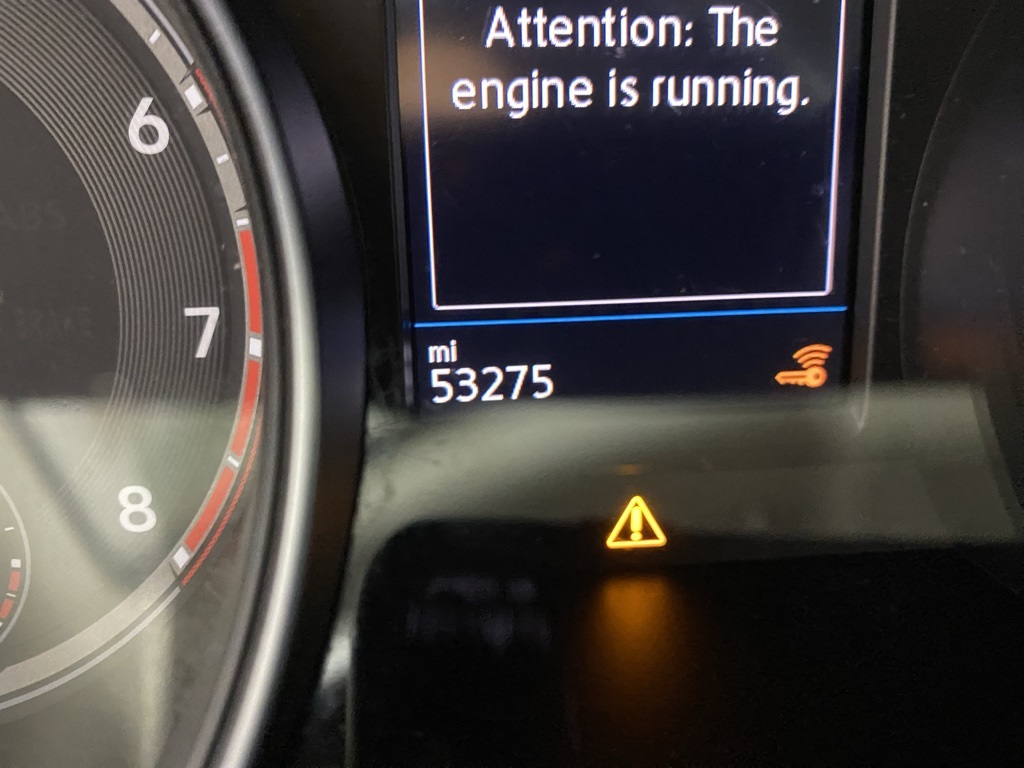 Attention: The
engine is running.
6
7
8
mi
53275